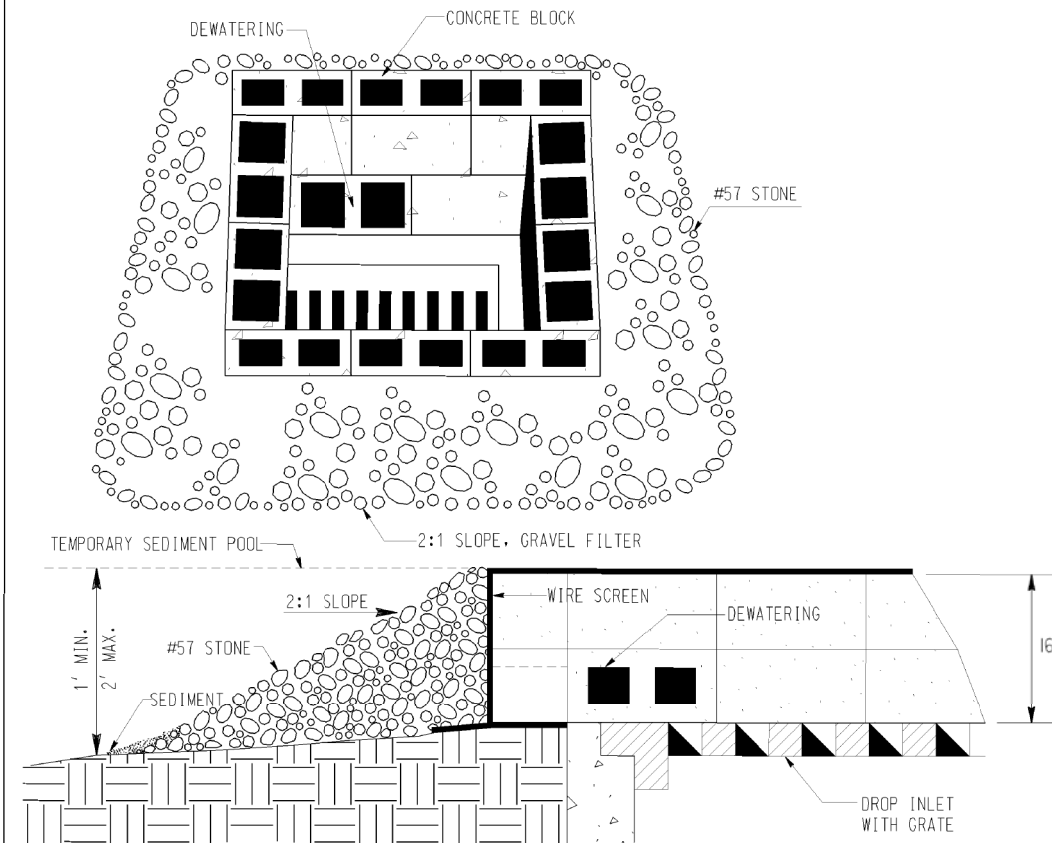 CONCRETE BLOCK
DEWATERING
#57 STONE
2:1 SLOPE, GRAVEL FILTER
TEMPORARY SEDIMENT POOL
2:1 SLOPE
WIRE SCREEN
DEWATERING
#57 STONE
1' MIN.
2' MAX.
SEDIMENT
16
DROP INLET
WITH GRATE